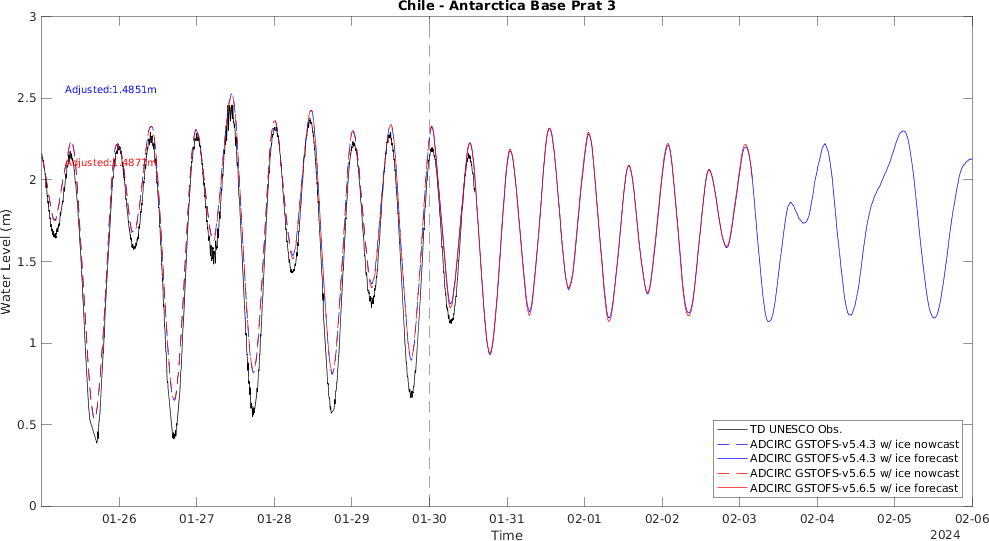 Chile - Antarctica Base Prat 3
3
2.5
2
1.5
1
0.5
0
Water Level (m)
Adjusted:1.4851m
Adjusted:1.4877m
TD UNESCO Obs.
ADCIRC GSTOFS-v5.4.3 w/ ice nowcast
ADCIRC GSTOFS-v5.4.3 w/ ice forecast
ADCIRC GSTOFS-v5.6.5 w/ ice nowcast
ADCIRC GSTOFS-v5.6.5 w/ ice forecast
01-26 01-27 01-28 01-29 01-30 01-31 02-01 02-02 02-03 02-04 02-05 02-06
Time
2024